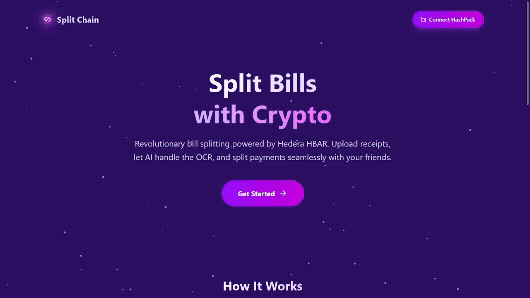 Split Chain
Connect HashPack
Split Bills
with Crypto
Revolutionary bill splitting powered by Hedera HBAR. Upload receipts,
let AI handle the OCR, and split payments seamlessly with your friends.
Get Started
How It Works